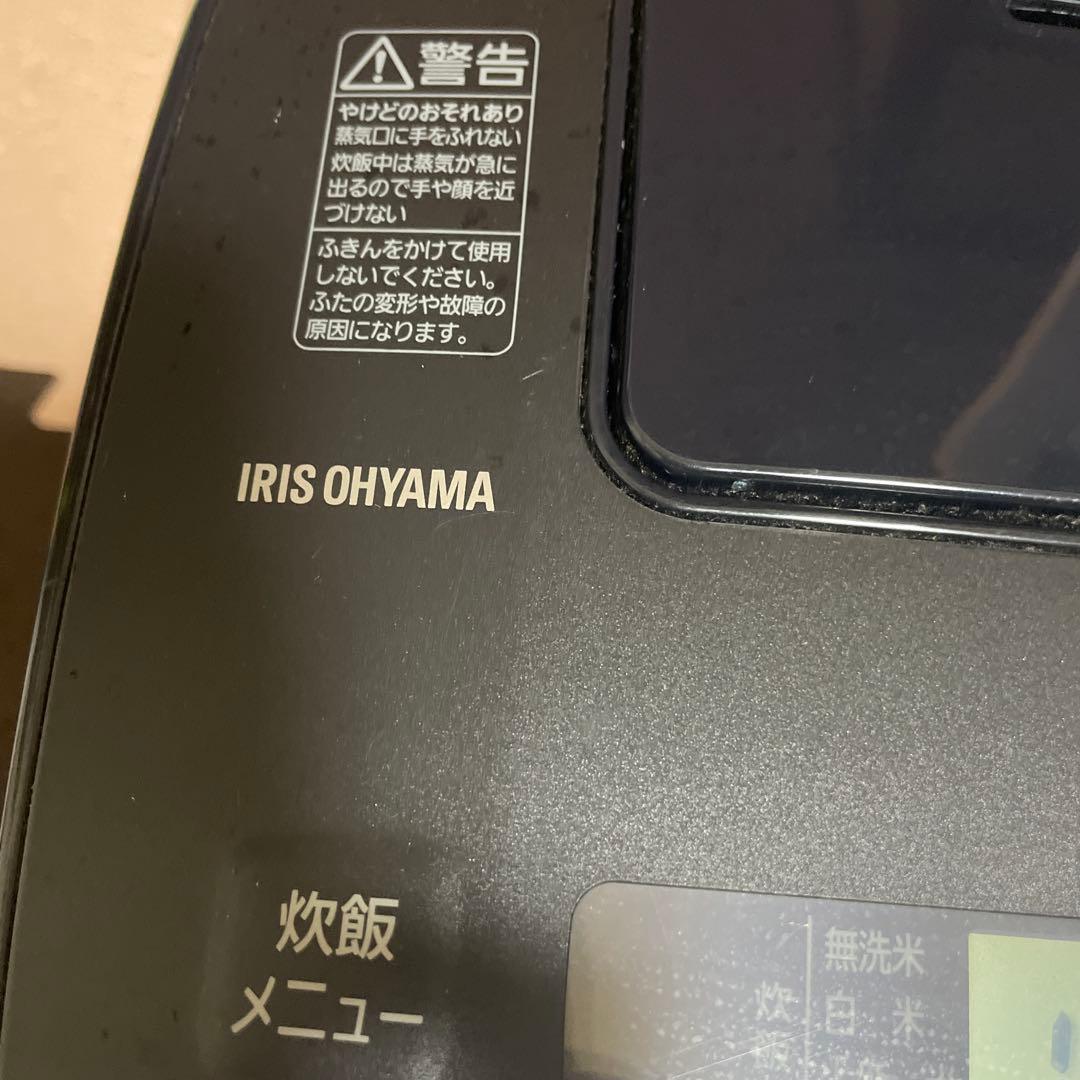 警告
やけどのおそれあり
蒸気口に手をふれない
炊飯中は蒸気が急に
出るので手や顔を近
づけない
ふきんをかけて使用
しないでください。
ふたの変形や故障の
原因になります。
IRIS OHYAMA
炊飯
メニュー
無洗米
炊 白 米